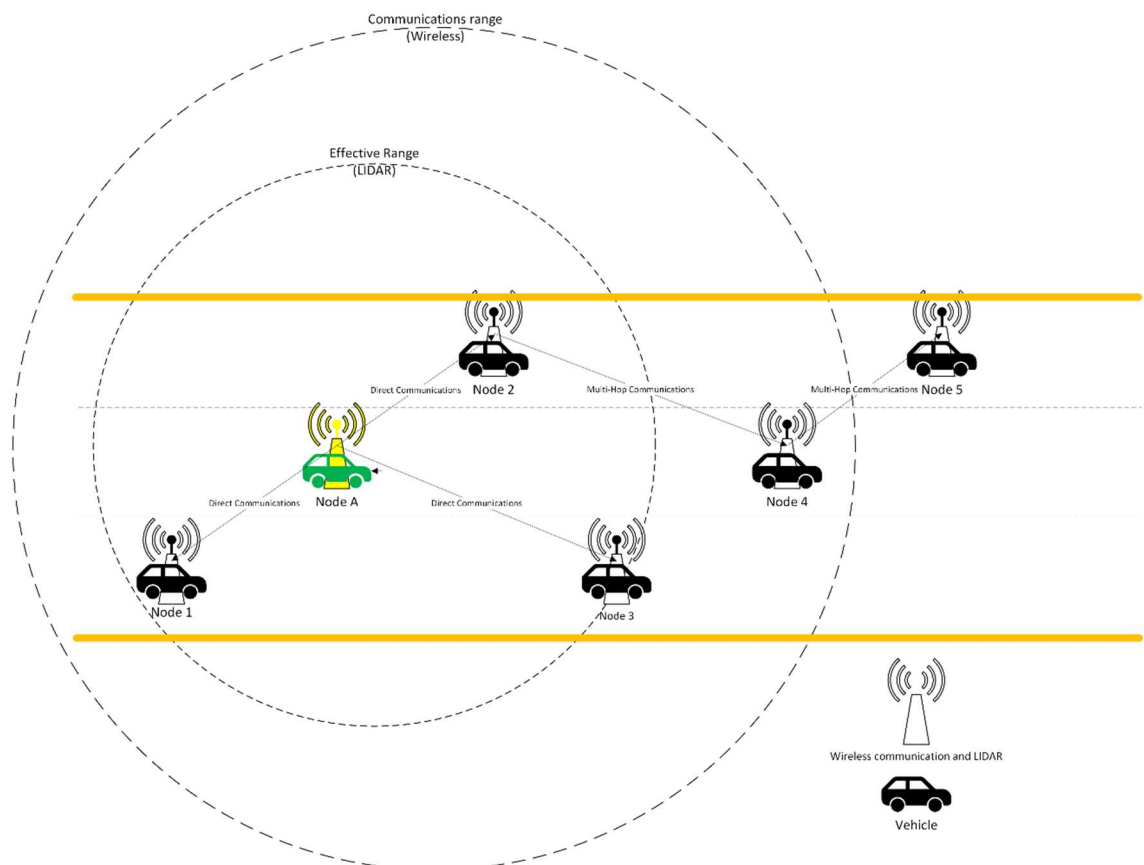 Communications range
(Wireless)
Effective Range
(LIDAR)
Direct Communications
Node 2
Multi-Hop Communications
Multi-Hop Communications
Node 5
Node A
Node 4
Direct Communications
Direct Communications
Node 1
Node 3
Wireless communication and LIDAR
Vehicle